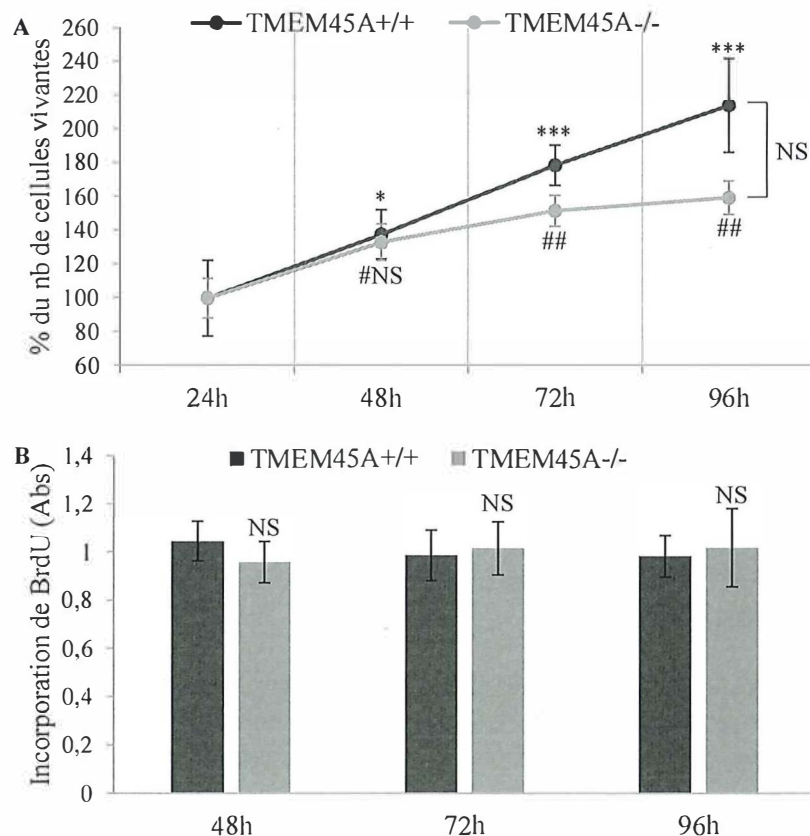 A
TMEM45A+/+ TMEM45A-/-
% du nb de cellules vivantes
260
240
220
200
180
160
140
120
100
80
60
*
***
***
NS
#NS
##
##
24h 48h 72h 96h
B
TMEM45A+/+ TMEM45A-/-
Incorporation de BrdU (Abs)
1,4
1,2
1
0,8
0,6
0,4
0,2
0
NS
NS
NS
48h 72h 96h